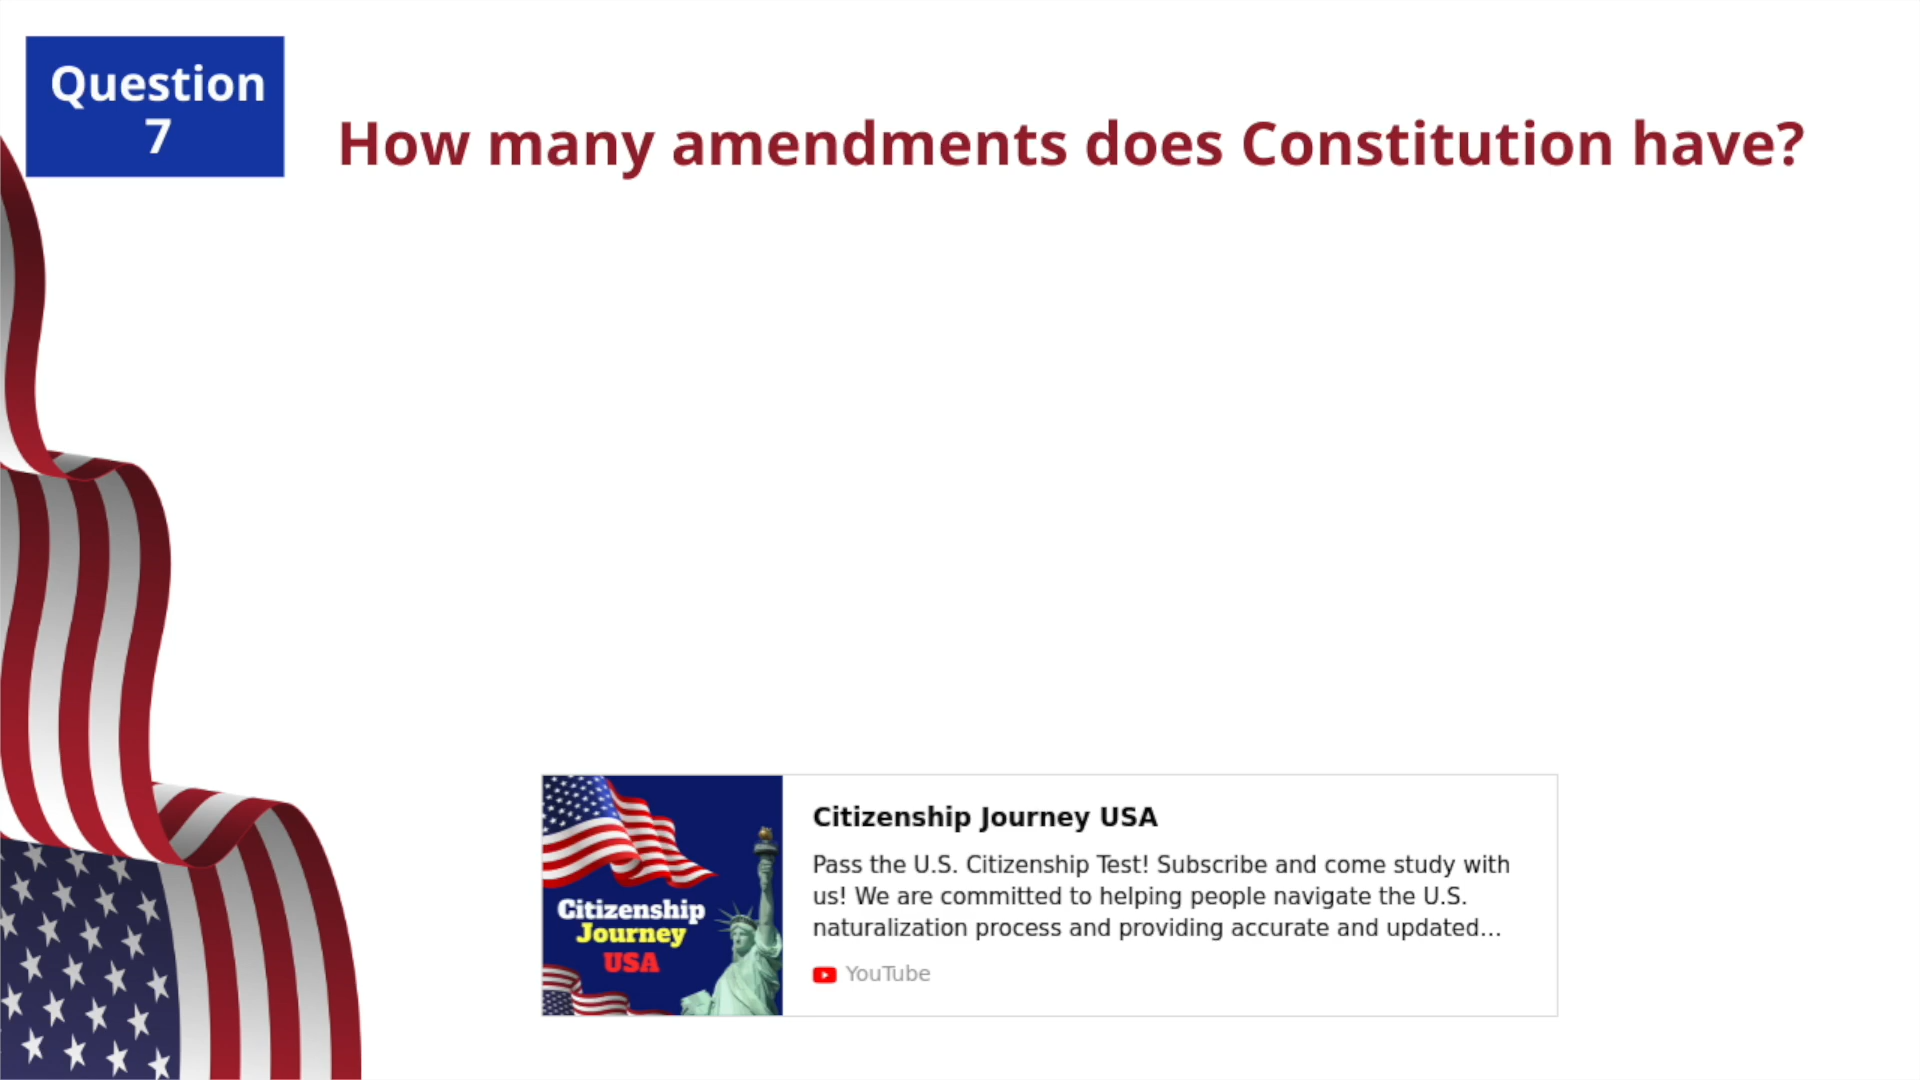 Question
7
How many amendments does Constitution have?
Citizenship
Journey
USA
Citizenship Journey USA
Pass the U.S. Citizenship Test! Subscribe and come study with
us! We are committed to helping people navigate the U.S.
naturalization process and providing accurate and updated...
YouTube